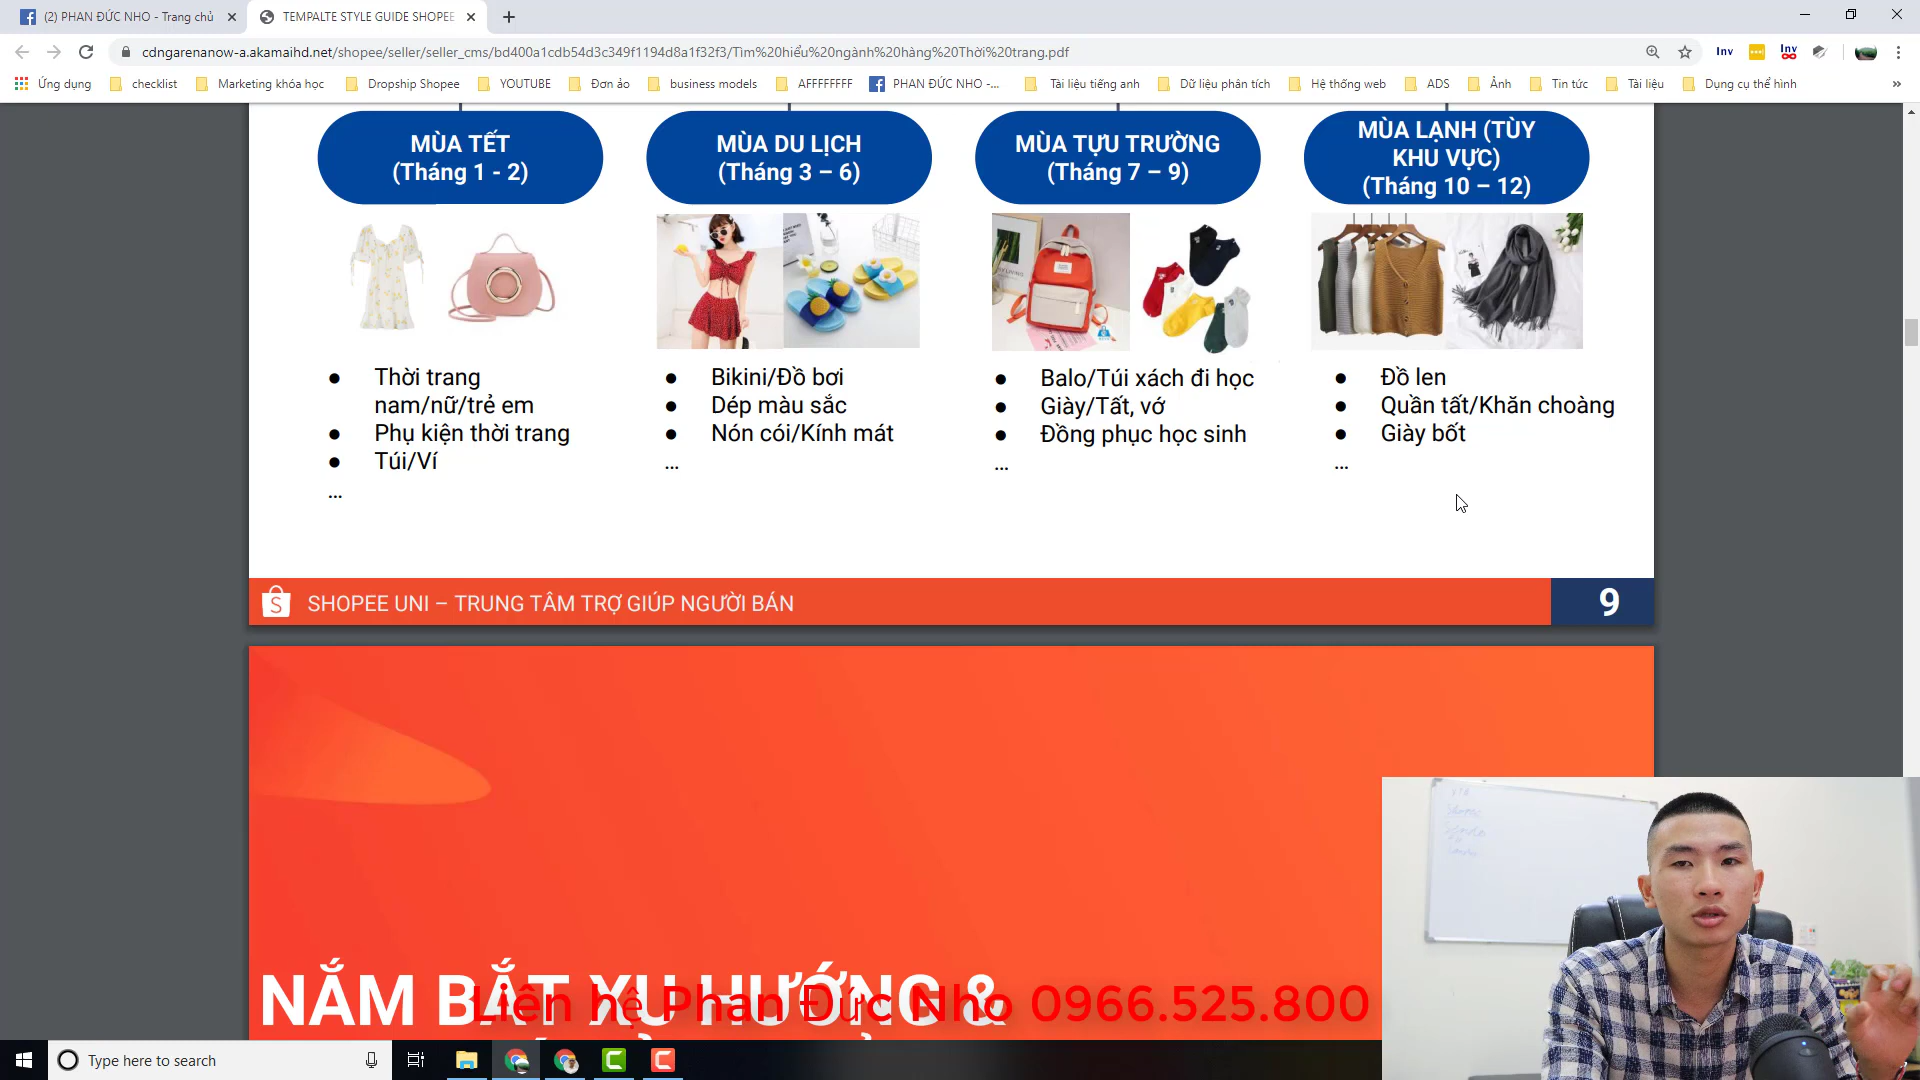 (2) PHAN ĐỨC NHO - Trang chủ
TEMPALTE STYLE GUIDE SHOPEE
cdngarenanow-a.akamaihd.net/shopee/seller/seller_cms/bd400a1cdb54d3c349f1194d8a1f32f3/Tìm%20hiểu%20ngành%20hàng%20Thời%20trang.pdf
Inv
Inv
Ứng dụng checklist Marketing khóa học Dropship Shopee YOUTUBE Đơn ảo business models AFFFFFFFF PHAN ĐỨC NHO -... Tài liệu tiếng anh Dữ liệu phân tích Hệ thống web ADS Ảnh Tin tức Tài liệu Dụng cụ thể hình »
MÙA TẾT
(Tháng 1 - 2)
Thời trang
nam/nữ/trẻ em
Phụ kiện thời trang
Túi/Ví
...
MÙA DU LỊCH
(Tháng 3 – 6)
Bikini/Đồ bơi
Dép màu sắc
Nón cói/Kính mát
...
MÙA TỰU TRƯỜNG
(Tháng 7 – 9)
Balo/Túi xách đi học
Giày/Tất, vớ
Đồng phục học sinh
...
MÙA LẠNH (TÙY
KHU VỰC)
(Tháng 10 – 12)
Đồ len
Quần tất/Khăn choàng
Giày bốt
...
SHOPEE UNI – TRUNG TÂM TRỢ GIÚP NGƯỜI BÁN
9
NẮM BẮT XU HƯỚNG &
Liên hệ Phan Đức Nho 0966.525.800
Type here to search